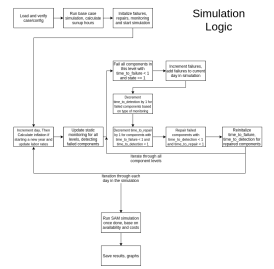 Simulation
Logic
Load and verify
case/config
Run base case
simulation, calculate
sunup hours
Initialize failures,
repairs, monitoring
and start simulation
Fail all components in
this level with
time_to_failure < 1
and state == 1
Increment failures,
add failures to current
day in simulation
Decrement
time_to_detection by 1 for
failed components based
on type of monitoring
Increment day, Then
Calculate inflation if
starting a new year and
update labor rates
Update static
monitoring for all
levels, detecting
failed components
Decrement time_to_repair
by 1 for components with
time_to_failure < 1 and
time_to_detection < 1
Repair failed
components with
time_to_detection < 1
and time_to_repair < 1
Reinitialize
time_to_failure,
time_to_detection for
repaired components
Iterate through all
component levels
Iteration through each
day in the simulation
Run SAM simulation
once done, base on
availability and costs
Save results, graphs